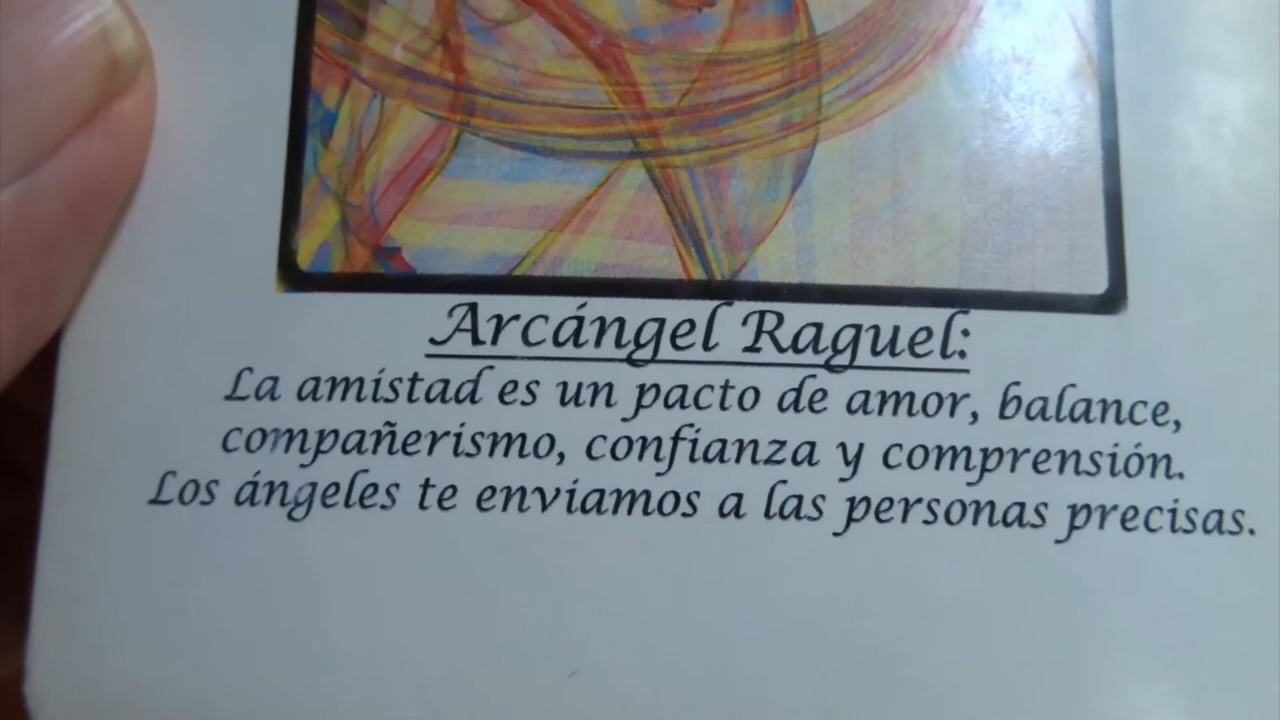 Arcángel Raguel:
La amistad es un pacto de amor, balance,
compañerismo, confianza y comprensión.
Los ángeles te enviamos a las personas precisas.